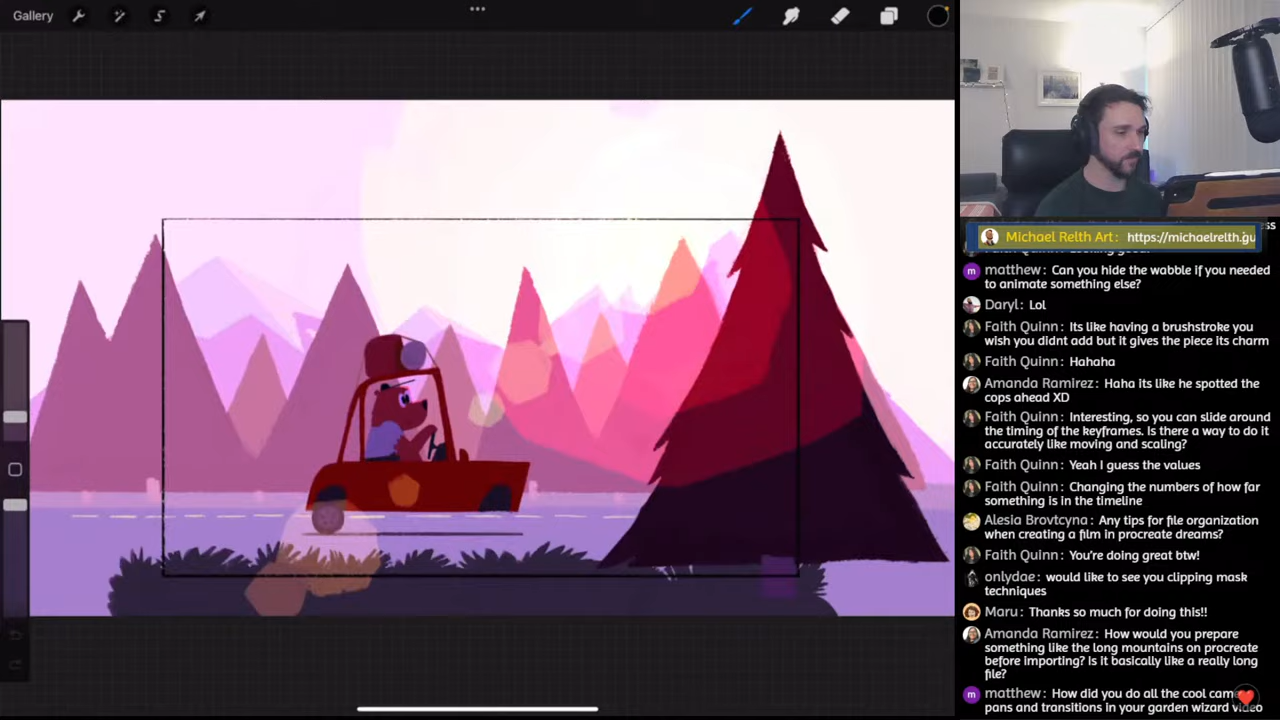 Gallery
ess
Michael Relth Art: https://michaelrelth.gu
Faith Quinn: Looking good!
matthew: Can you hide the wabble if you needed
to animate something else?
Daryl: Lol
Faith Quinn: Its like having a brushstroke you
wish you didnt add but it gives the piece its charm
Faith Quinn: Hahaha
Amanda Ramirez: Haha its like he spotted the
cops ahead XD
Faith Quinn: Interesting, so you can slide around
the timing of the keyframes. Is there a way to do it
accurately like moving and scaling?
Faith Quinn: Yeah I guess the values
Faith Quinn: Changing the numbers of how far
something is in the timeline
Alesia Brovtcyna: Any tips for file organization
when creating a film in procreate dreams?
Faith Quinn: You're doing great btw!
onlydae: would like to see you clipping mask
techniques
Maru: Thanks so much for doing this!!
Amanda Ramirez: How would you prepare
something like the long mountains on procreate
before importing? Is it basically like a really long
file?
matthew: How did you do all the cool
pans and transitions in your garden wizard video